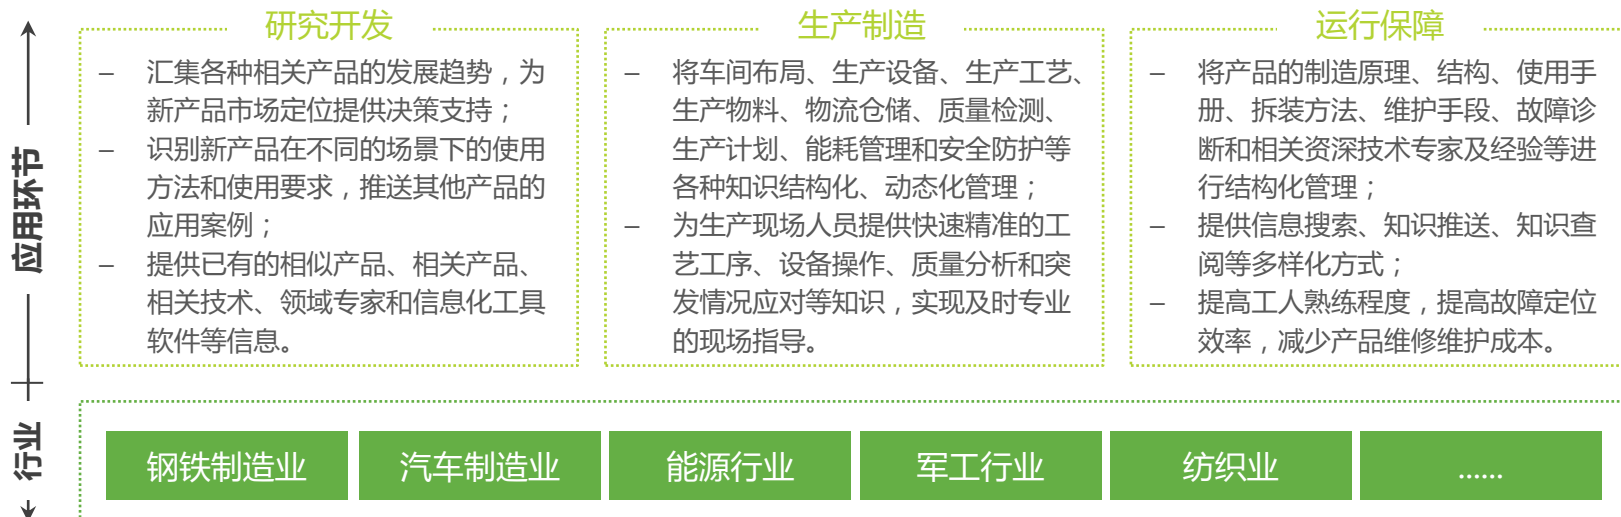 应用环节
研究开发
– 汇集各种相关产品的发展趋势，为
新产品市场定位提供决策支持；
– 识别新产品在不同的场景下的使用
方法和使用要求，推送其他产品的
应用案例；
– 提供已有的相似产品、相关产品、
相关技术、领域专家和信息化工具
软件等信息。
生产制造
– 将车间布局、生产设备、生产工艺、
生产物料、物流仓储、质量检测、
生产计划、能耗管理和安全防护等
各种知识结构化、动态化管理；
– 为生产现场人员提供快速精准的工
艺工序、设备操作、质量分析和突
发情况应对等知识，实现及时专业
的现场指导。
运行保障
– 将产品的制造原理、结构、使用手
册、拆装方法、维护手段、故障诊
断和相关资深技术专家及经验等进
行结构化管理；
– 提供信息搜索、知识推送、知识查
阅等多样化方式；
– 提高工人熟练程度，提高故障定位
效率，减少产品维修维护成本。
行业
钢铁制造业
汽车制造业
能源行业
军工行业
纺织业
......